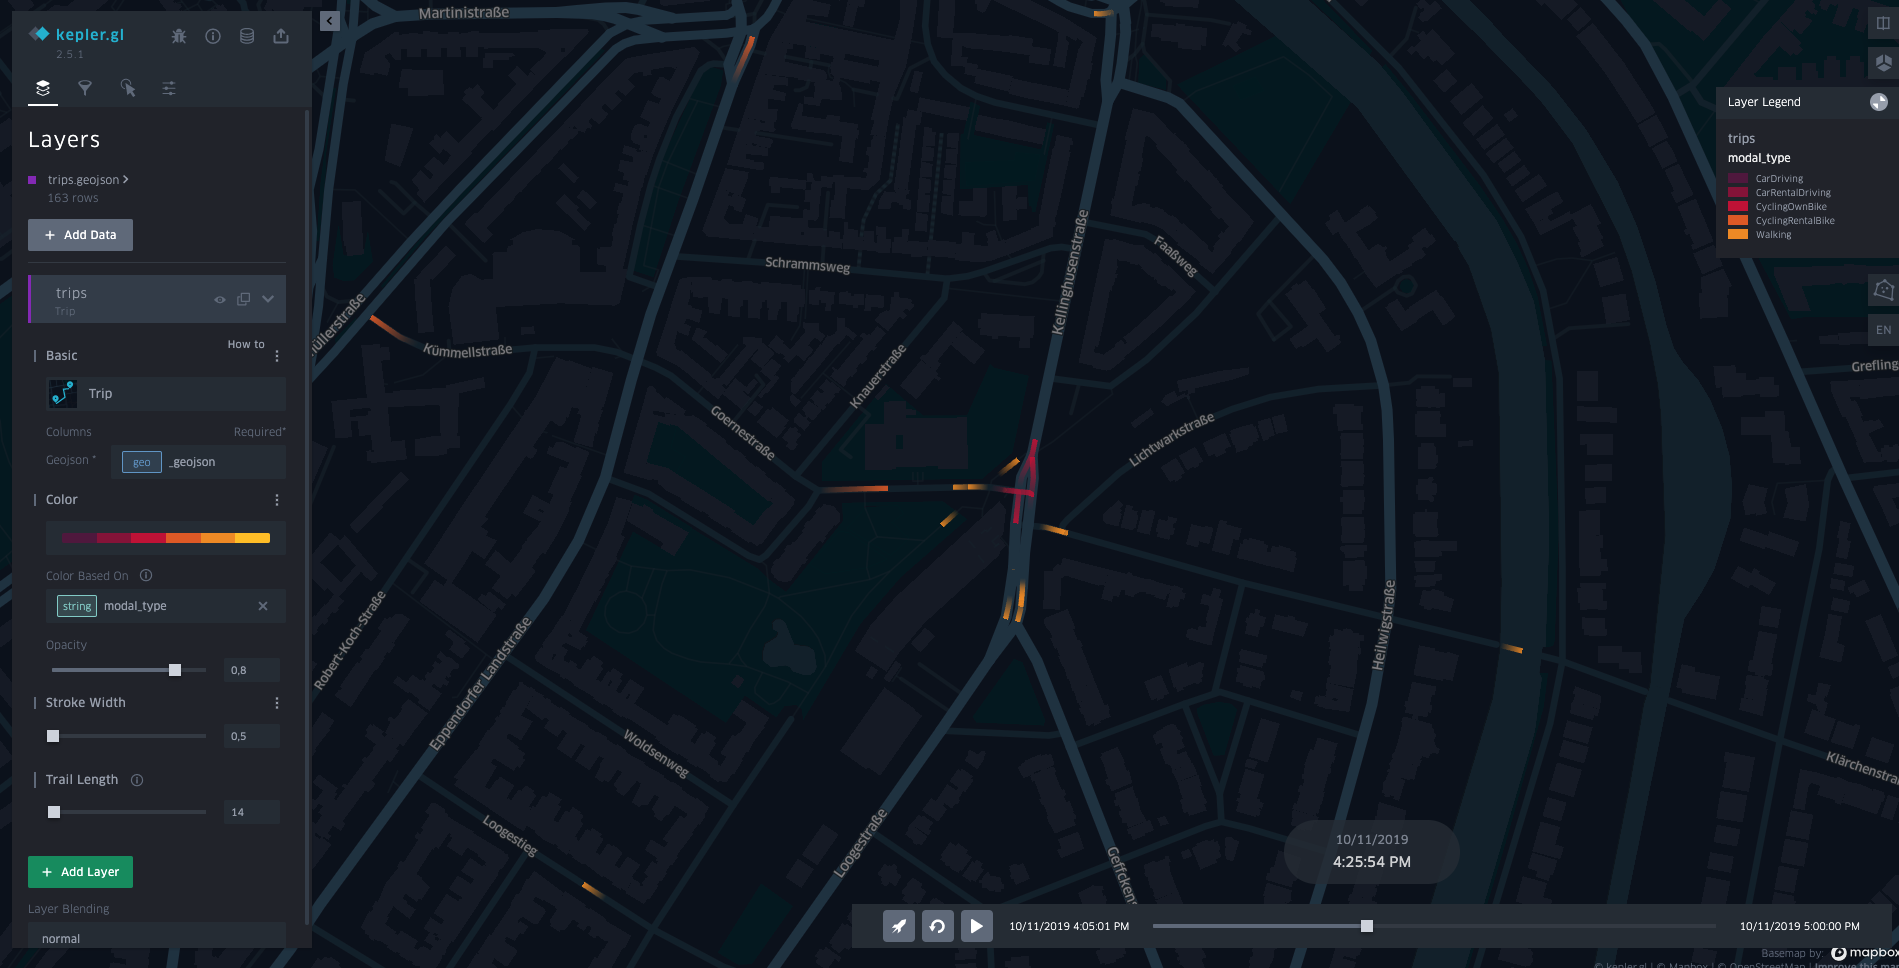 kepler.gl
2.5.1
Layers
trips.geojson
163 rows
+ Add Data
trips
Trip
How to
Basic
Trip
Columns
Required*
Geojson *
geo
_geojson
Color
Color Based On
string
modal_type
Opacity
0,8
Stroke Width
0,5
Trail Length
14
+ Add Layer
Layer Blending
normal
Martinistraße
Schrammsweg
Kellinghusenstraße
Faaßweg
Kümmellstraße
Knauerstraße
Goernestraße
Lichtwarkstraße
Robert-Koch-Straße
Eppendorfer Landstraße
Heilwigstraße
Woldsenweg
Loogestieg
Loogestraße
Layer Legend
trips
modal_type
CarDriving
CarRentalDriving
CyclingOwnBike
CyclingRentalBike
Walking
EN
10/11/2019
4:25:54 PM
10/11/2019 4:05:01 PM
10/11/2019 5:00:00 PM
Basemap by:
mapbox
© kepler.gl | © Mapbox | © OpenStreetMap | Improve this